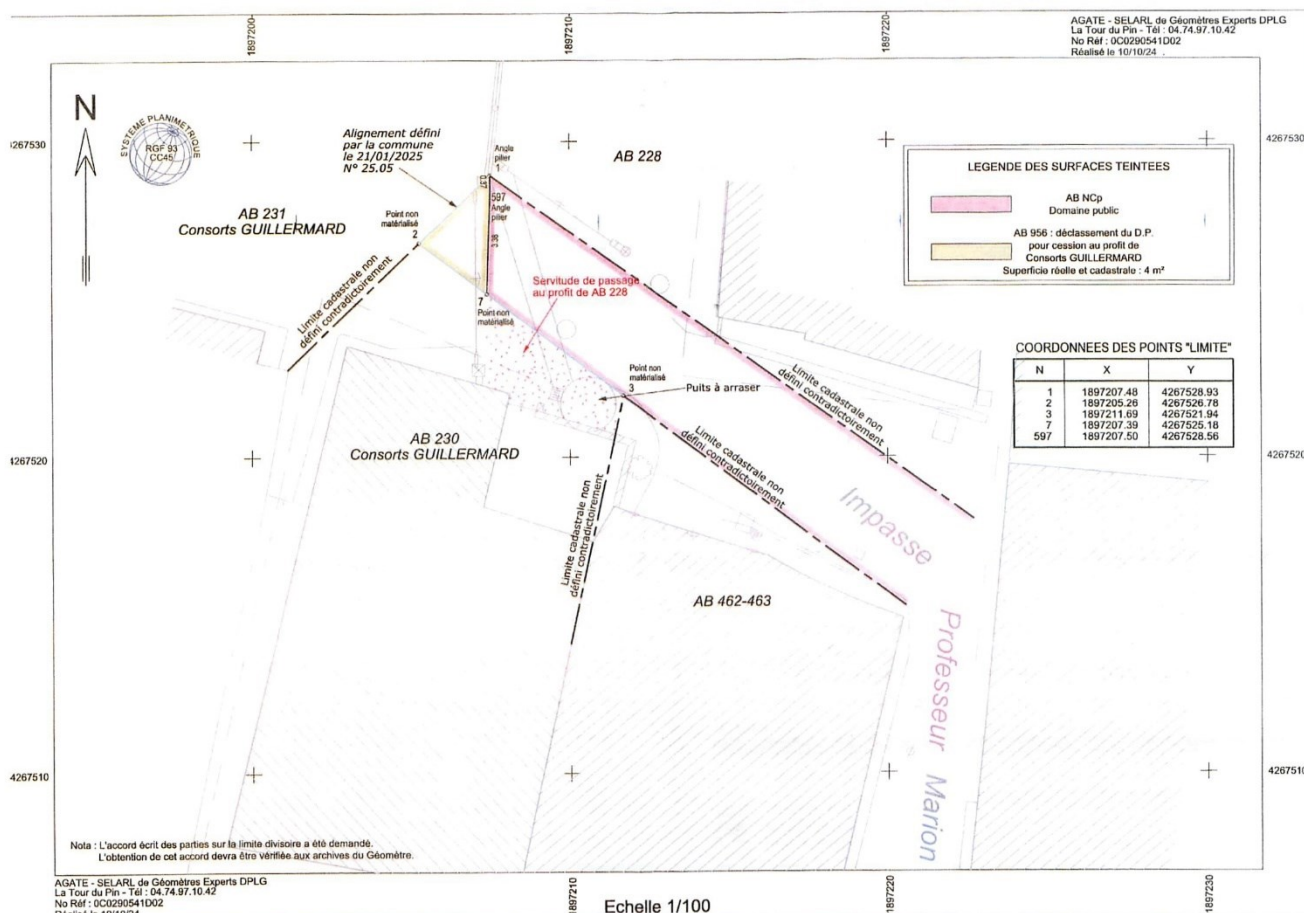 AGATE - SELARL de Géomètres Experts DPLG
La Tour du Pin - Tél : 04.74.97.10.42
No Réf : 0C0290541D02
Réalisé le 10/10/24
1897200
1897210
1897220
N
SYSTEME PLANIMETRIQUE
RGF 93
CC45
Alignement défini
par la commune
le 21/01/2025
N° 25.05
4267530
4267530
Angle
pilier
1
AB 228
LEGENDE DES SURFACES TEINTEES
AB NCp
Domaine public
AB 956 : déclassement du D.P.
pour cession au profit de
Consorts GUILLERMARD
Superficie réelle et cadastrale : 4 m²
AB 231
Consorts GUILLERMARD
Point non
matérialisé
2
0.37
597
Angle
pilier
3.38
Servitude de passage
au profit de AB 228
7
Point non matérialisé
Limite cadastrale non
défini contradictoirement
COORDONNEES DES POINTS "LIMITE"
N X Y
1 1897207.48 4267528.93
2 1897205.26 4267526.78
3 1897211.69 4267521.94
7 1897207.39 4267525.18
597 1897207.50 4267528.56
Point non
matérialisé
3
Puits à arraser
Limite cadastrale non
défini contradictoirement
AB 230
Consorts GUILLERMARD
Limite cadastrale non
défini contradictoirement
4267520
4267520
Limite cadastrale non
défini contradictoirement
Impasse
Professeur Marion
AB 462-463
4267510
4267510
Nota : L'accord écrit des parties sur la limite divisoire a été demandé.
L'obtention de cet accord devra être vérifiée aux archives du Géomètre.
AGATE - SELARL de Géomètres Experts DPLG
La Tour du Pin - Tél : 04.74.97.10.42
No Réf : 0C0290541D02
Réalisé le 10/10/24
1897210
Echelle 1/100
1897220
1897230